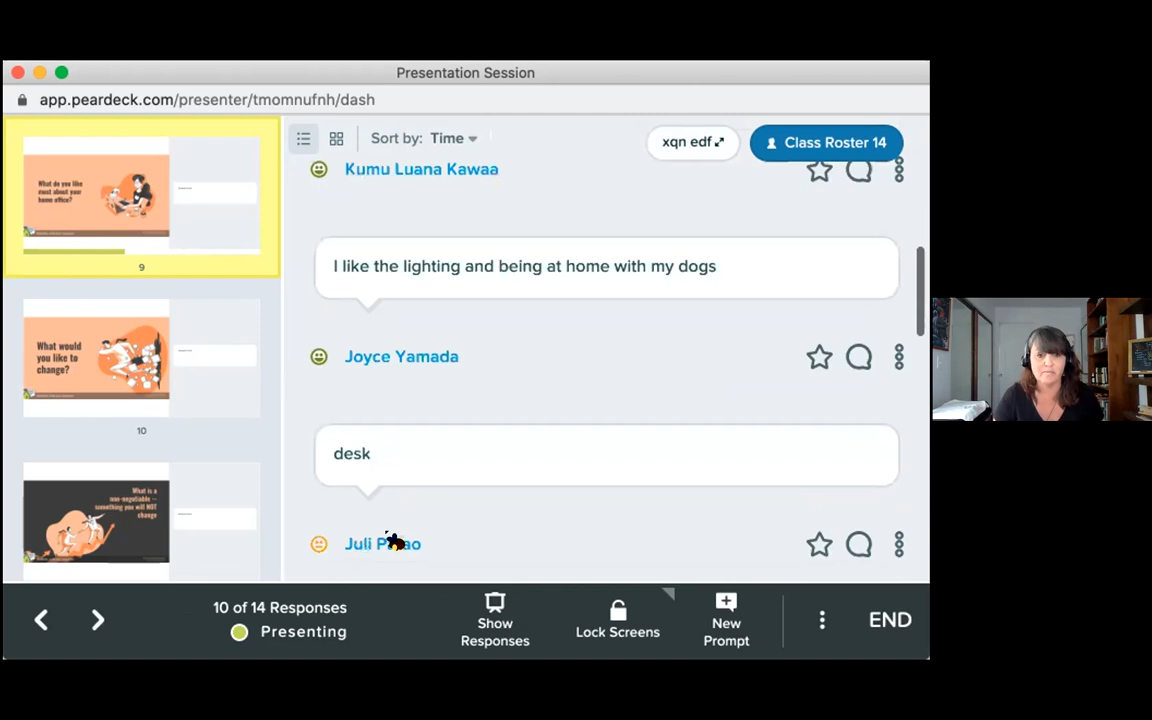 Presentation Session
app.peardeck.com/presenter/tmomnufnh/dash
Sort by: Time
xqn edf
Class Roster 14
Kumu Luana Kawaa
I like the lighting and being at home with my dogs
Joyce Yamada
desk
Juli
What do you like
most about your
home office?
9
What would
you like to
change?
10
What is a
non-negotiable –
something you will NOT
change
10 of 14 Responses
Presenting
Show
Responses
Lock Screens
New
Prompt
END